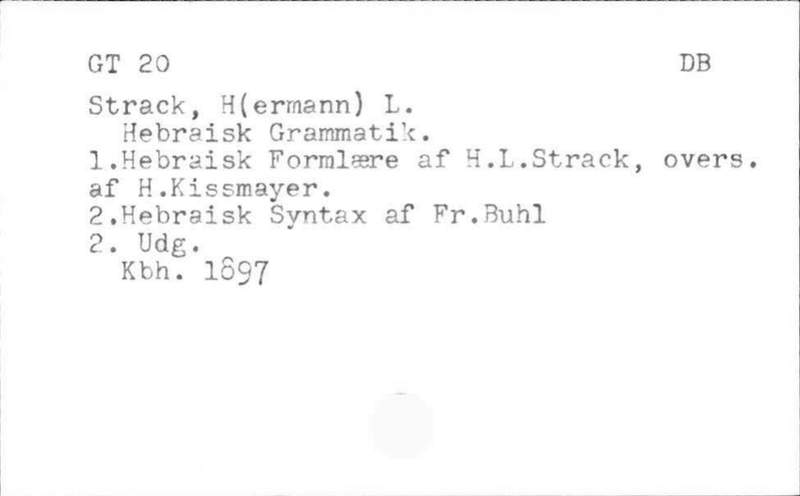 GT 20 DB
Strack, H(ermann) L.
Hebraisk Grammatik.
1.Hebraisk Formlære af H.L.Strack, overs.
af H.Kissmayer.
2.Hebraisk Syntax af Fr.Buhl
2. Udg.
Kbh. 1897